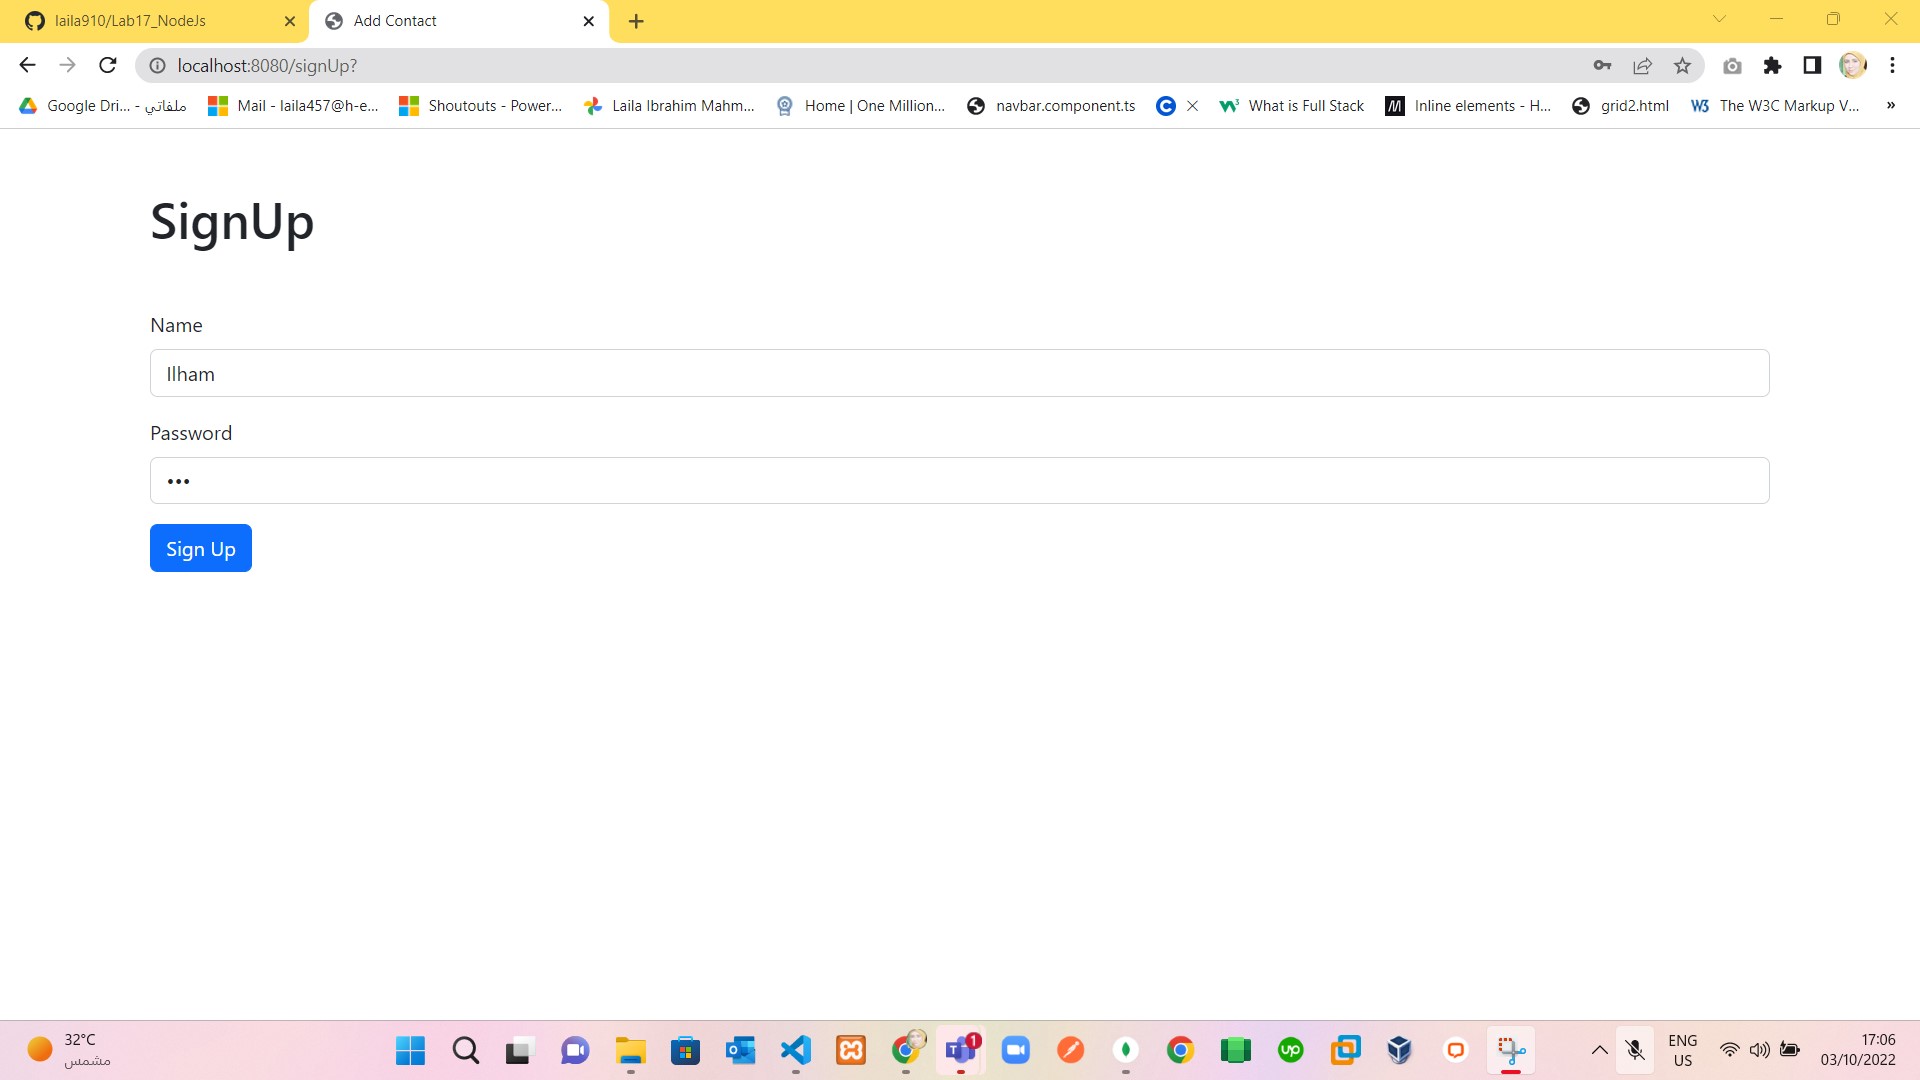 laila910/Lab17_NodeJs
Add Contact
localhost:8080/signUp?
Google Dri... - ملفاتي
Mail - laila457@h-e...
Shoutouts - Power...
Laila Ibrahim Mahm...
Home | One Million...
navbar.component.ts
What is Full Stack
Inline elements - H...
grid2.html
The W3C Markup V...
»
SignUp
Name
Ilham
Password
•••
Sign Up
32°C
مشمس
1
up
ENG
US
17:06
03/10/2022